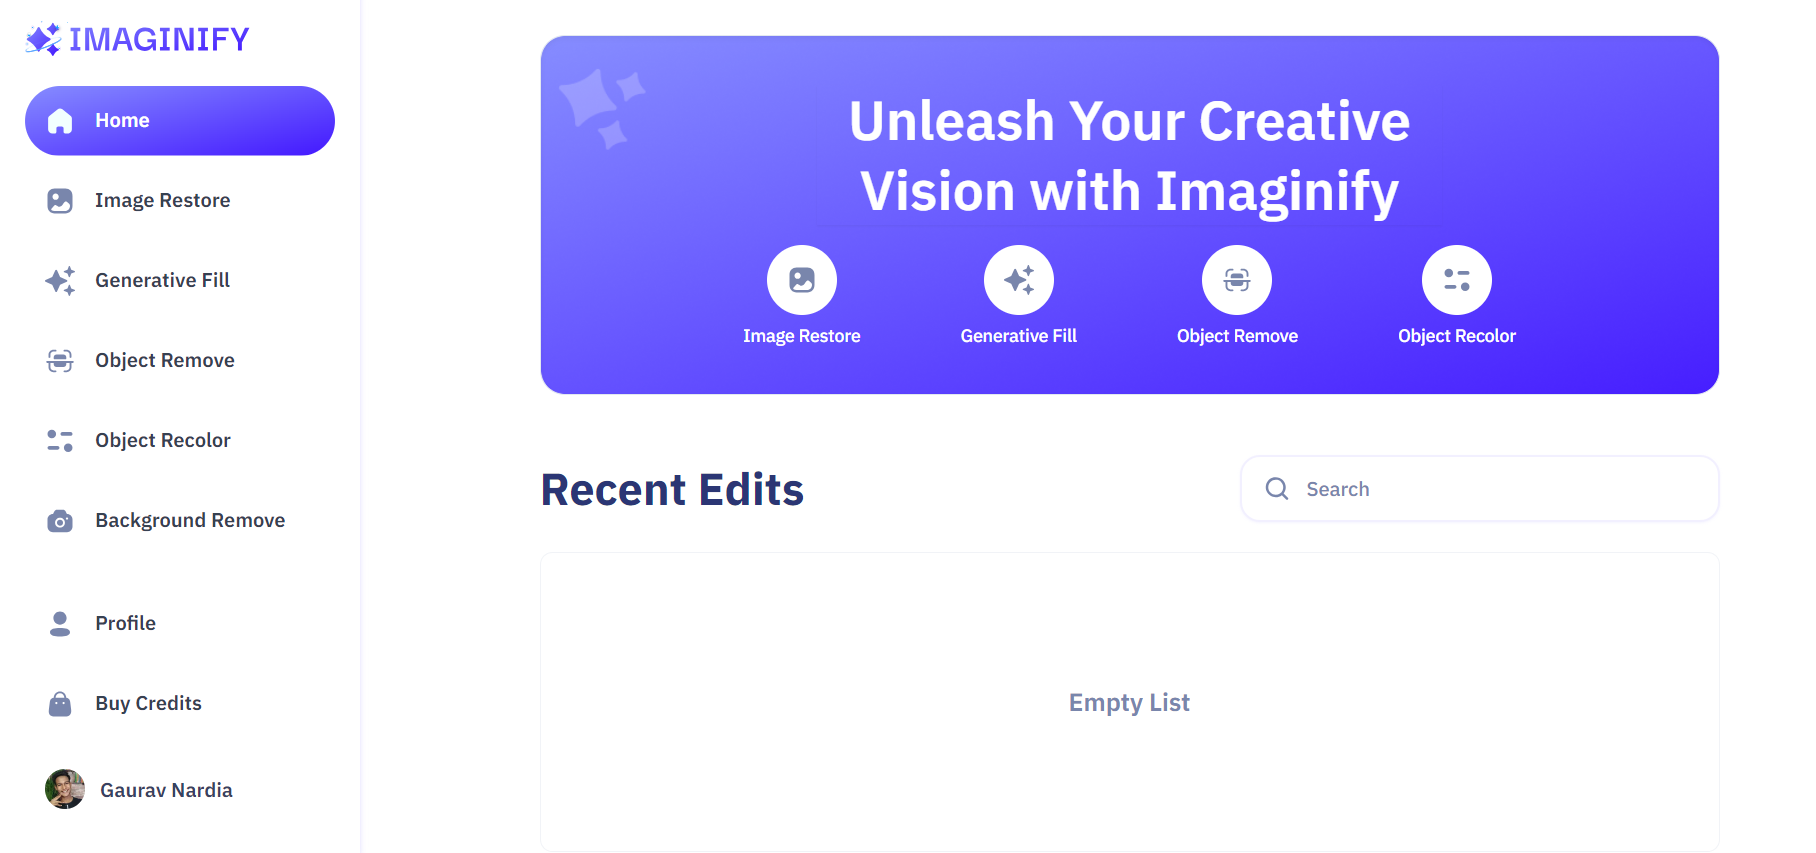 IMAGINIFY
Home
Image Restore
Generative Fill
Object Remove
Object Recolor
Background Remove
Profile
Buy Credits
Gaurav Nardia
Unleash Your Creative
Vision with Imaginify
Image Restore
Generative Fill
Object Remove
Object Recolor
Recent Edits
Search
Empty List